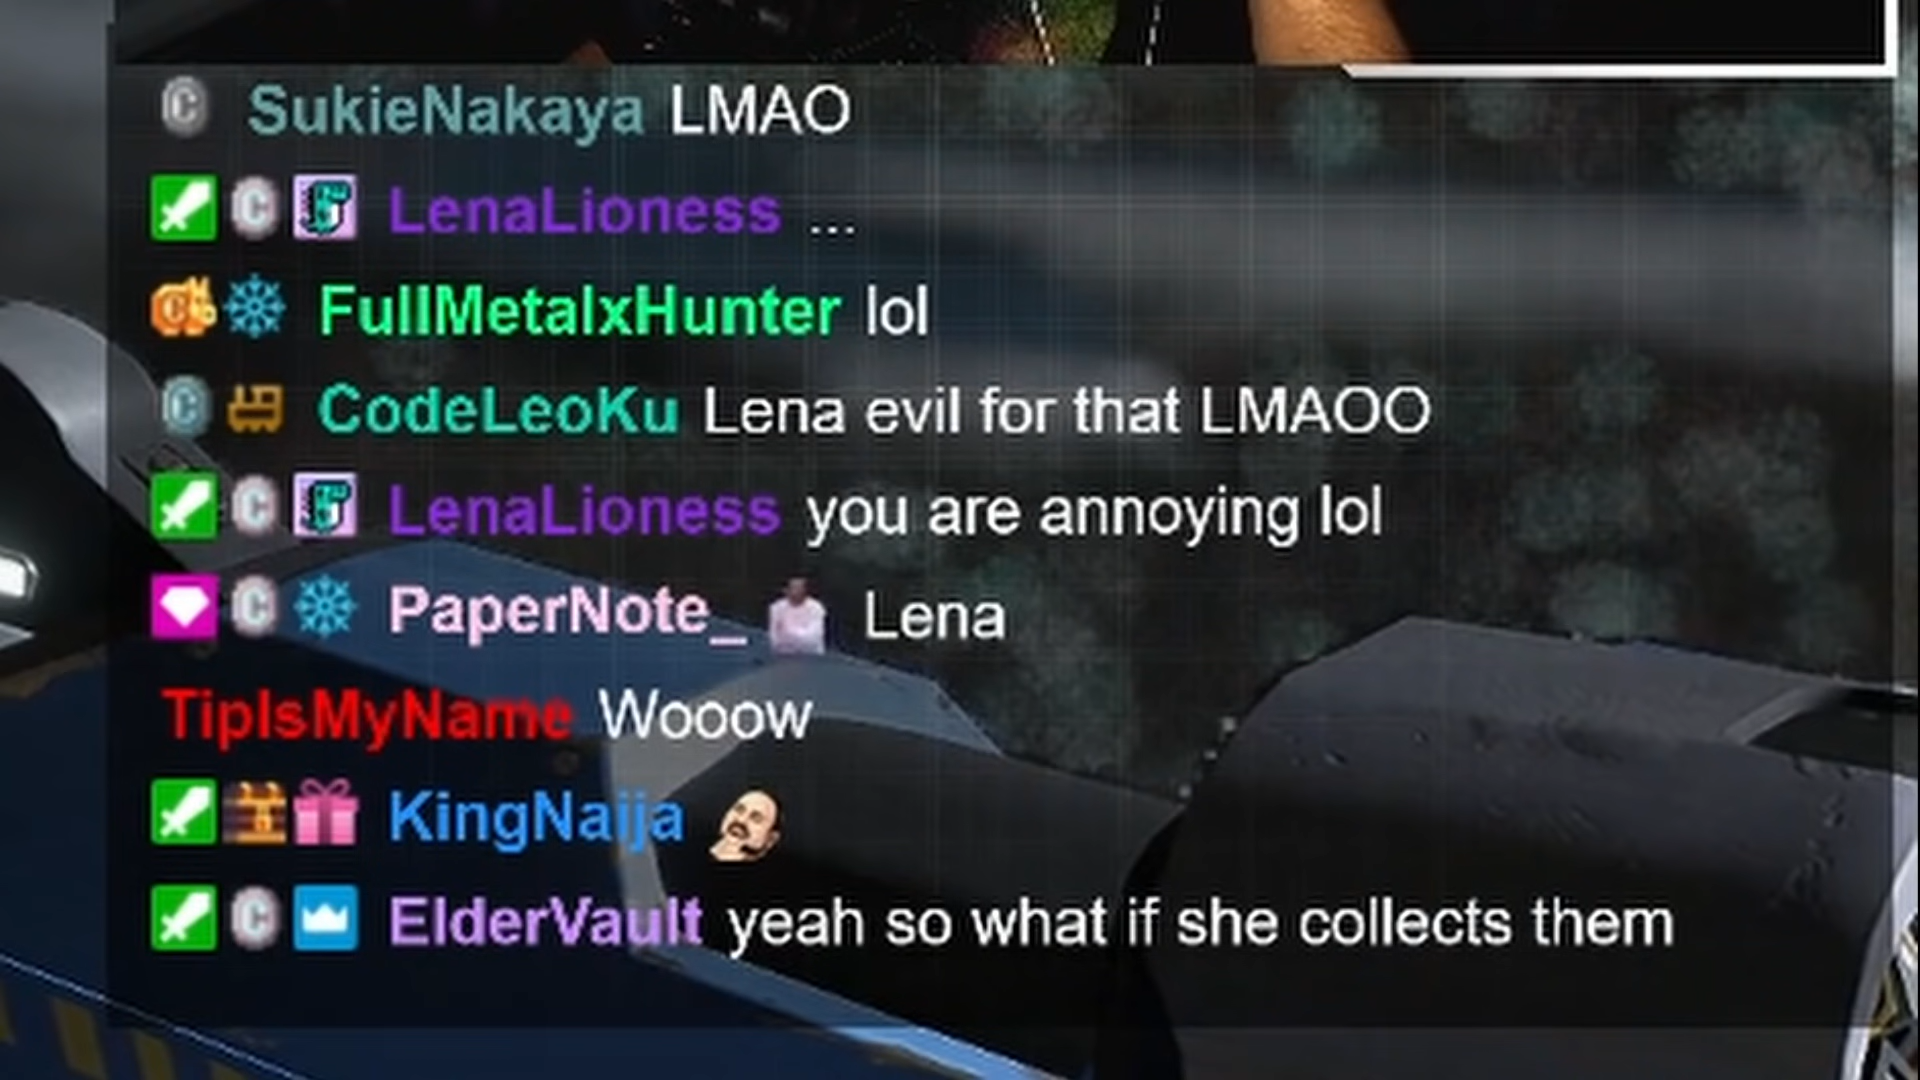 SukieNakaya LMAO
LenaLioness ...
FullMetalxHunter lol
CodeLeoKu Lena evil for that LMAOO
LenaLioness you are annoying lol
PaperNote_ Lena
TipIsMyName Wooow
KingNaija
ElderVault yeah so what if she collects them